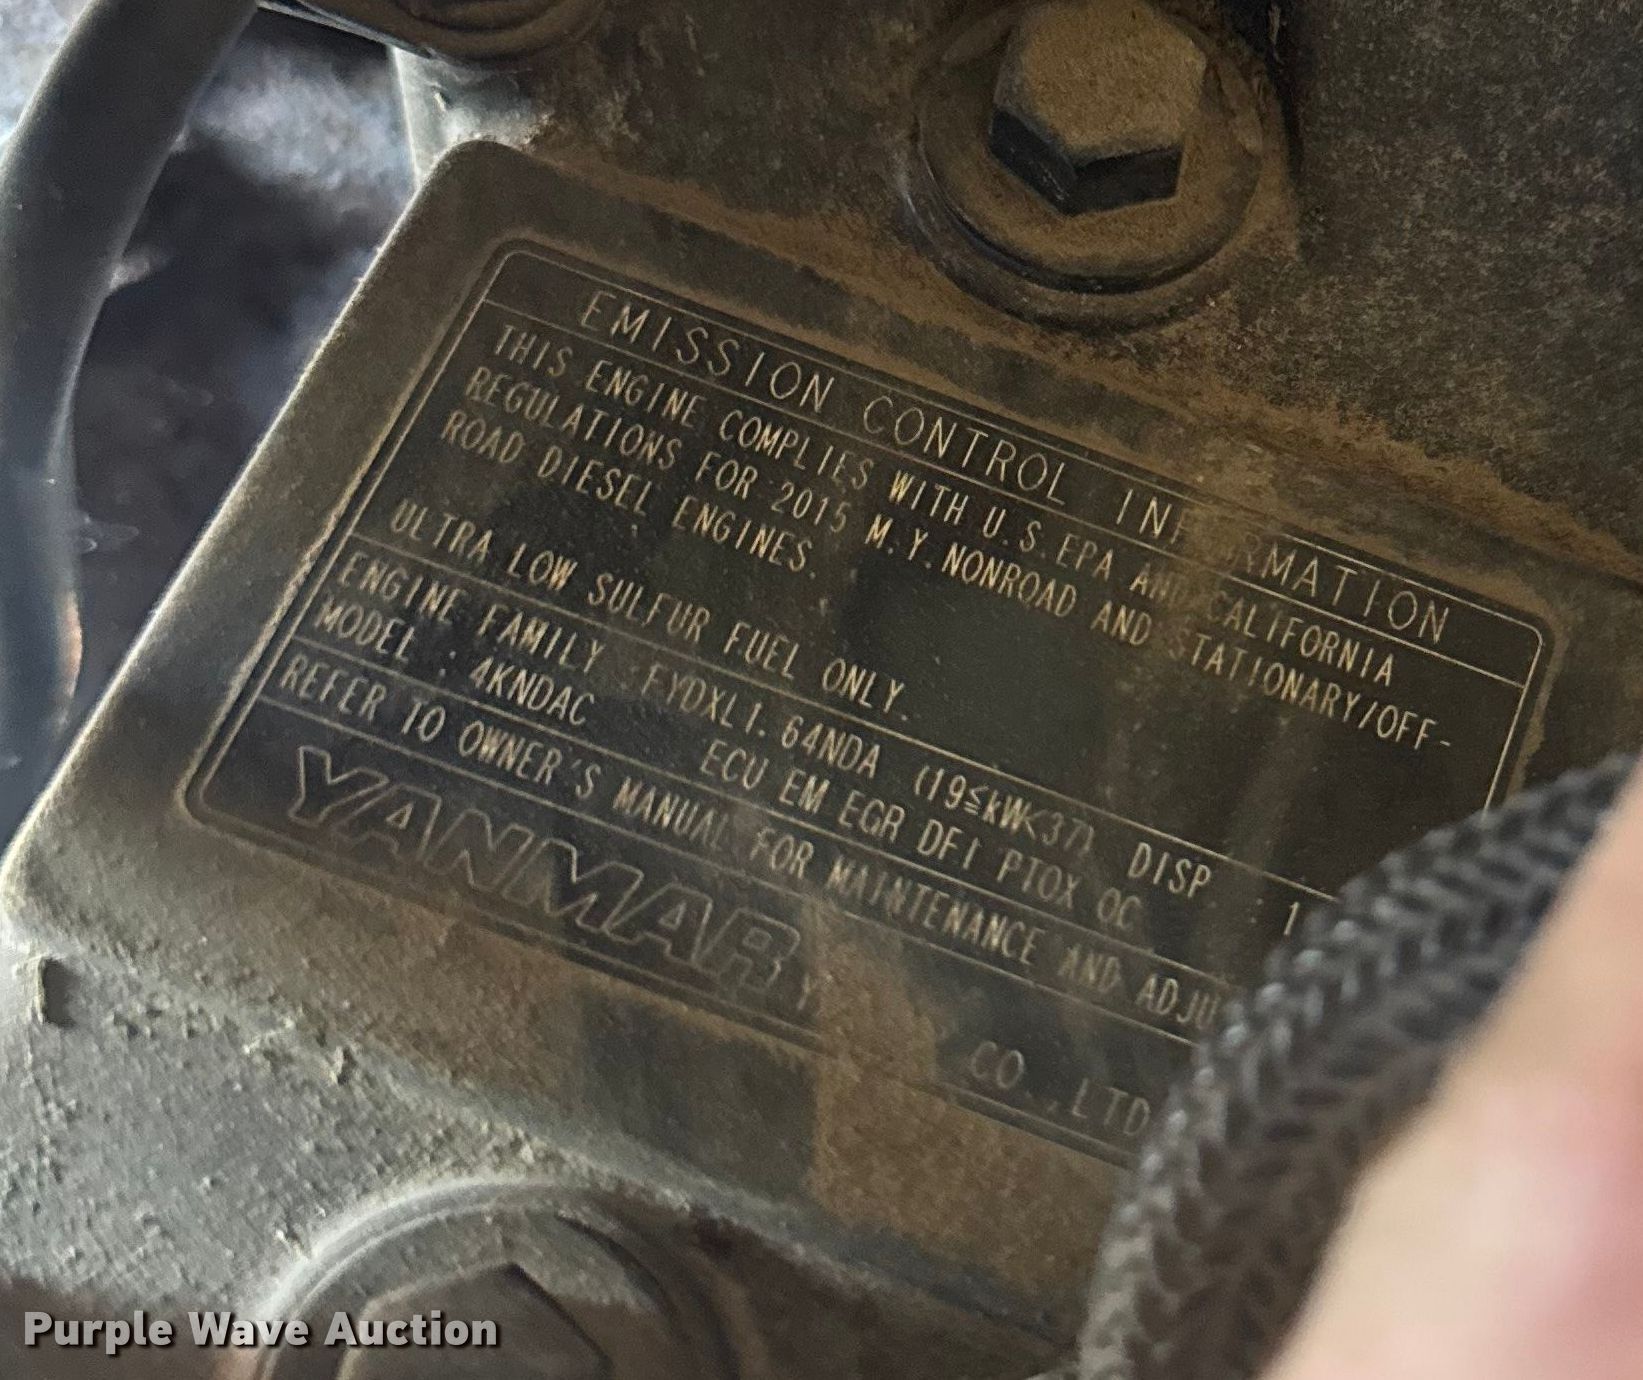 EMISSION CONTROL INFORMATION
THIS ENGINE COMPLIES WITH U.S.EPA AND CALIFORNIA
REGULATIONS FOR 2015 M.Y.NONROAD AND STATIONARY/OFF-
ROAD DIESEL ENGINES.
ULTRA LOW SULFUR FUEL ONLY.
ENGINE FAMILY : FYDXL1.64NDA (19≦kW<37) DISP. : 1
MODEL : 4KNDAC ECU EM EGR DFI PTOX OC
REFER TO OWNER'S MANUAL FOR MAINTENANCE AND ADJUS
YANMAR Y CO.,LTD
Purple Wave Auction